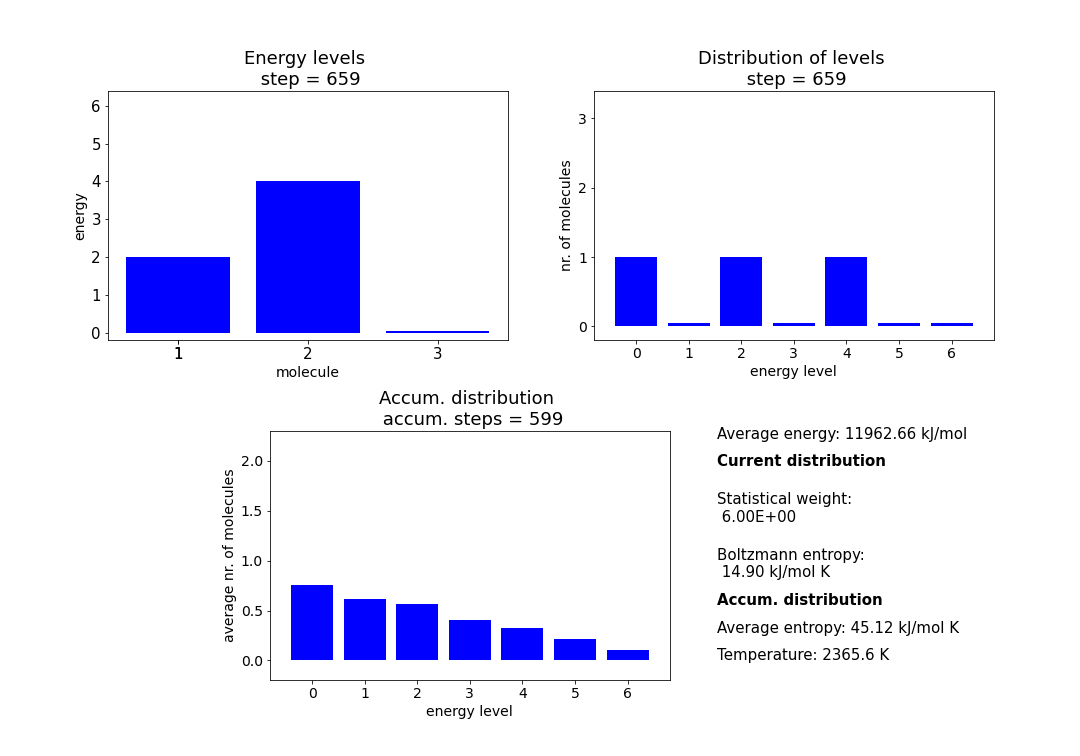 Energy levels
step = 659
6
5
4
3
2
1
0
energy
1
2
3
molecule
Distribution of levels
step = 659
3
2
1
0
nr. of molecules
0
1
2
3
4
5
6
energy level
Accum. distribution
accum. steps = 599
2.0
1.5
1.0
0.5
0.0
average nr. of molecules
0
1
2
3
4
5
6
energy level
Average energy: 11962.66 kJ/mol
Current distribution
Statistical weight:
6.00E+00
Boltzmann entropy:
14.90 kJ/mol K
Accum. distribution
Average entropy: 45.12 kJ/mol K
Temperature: 2365.6 K